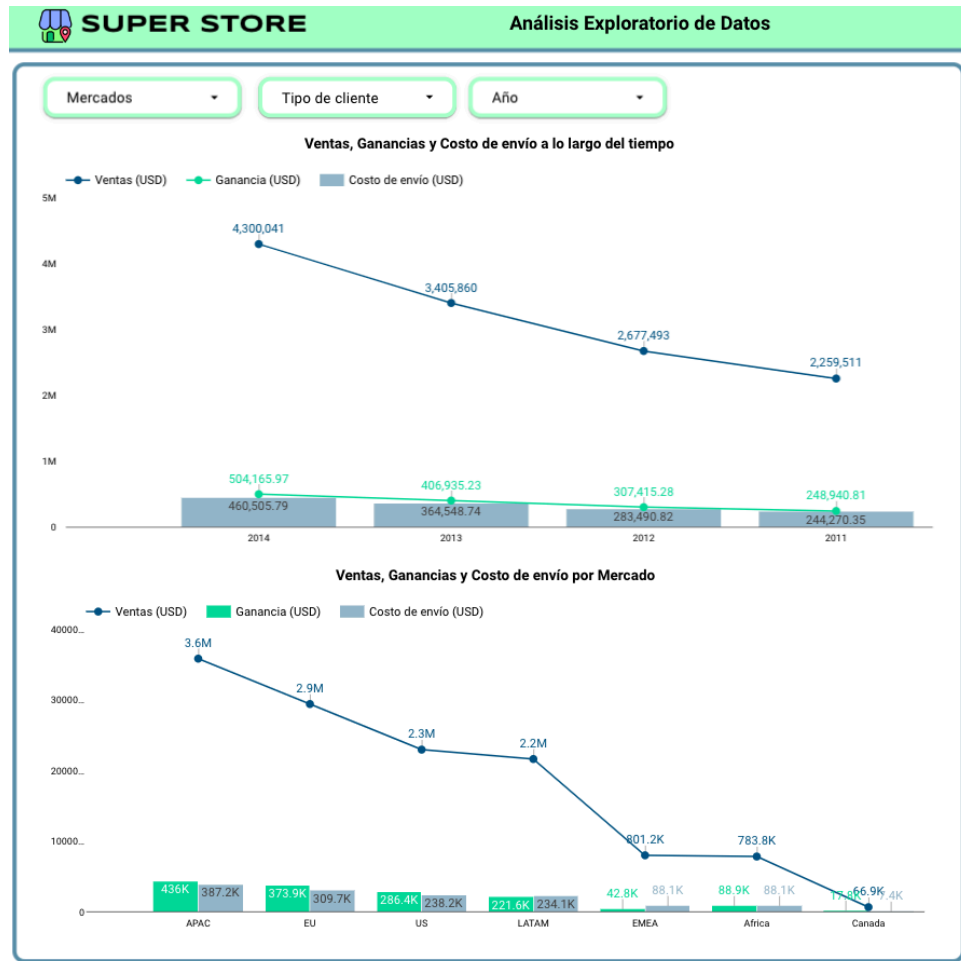 SUPER STORE
Análisis Exploratorio de Datos
Mercados
Tipo de cliente
Año
Ventas, Ganancias y Costo de envío a lo largo del tiempo
Ventas (USD) Ganancia (USD) Costo de envío (USD)
5M
4,300,041
4M
3,405,860
3M
2,677,493
2,259,511
2M
1M
504,165.97 406,935.23 307,415.28 248,940.81
460,505.79 364,548.74 283,490.82 244,270.35
0
2014 2013 2012 2011
Ventas, Ganancias y Costo de envío por Mercado
Ventas (USD) Ganancia (USD) Costo de envío (USD)
40000...
3.6M
30000...
2.9M
2.3M
2.2M
20000...
10000...
801.2K 783.8K
436K 387.2K 373.9K 309.7K 286.4K 238.2K 221.6K 234.1K 42.8K 88.1K 88.9K 88.1K 66.9K 7.4K
0
APAC EU US LATAM EMEA Africa Canada